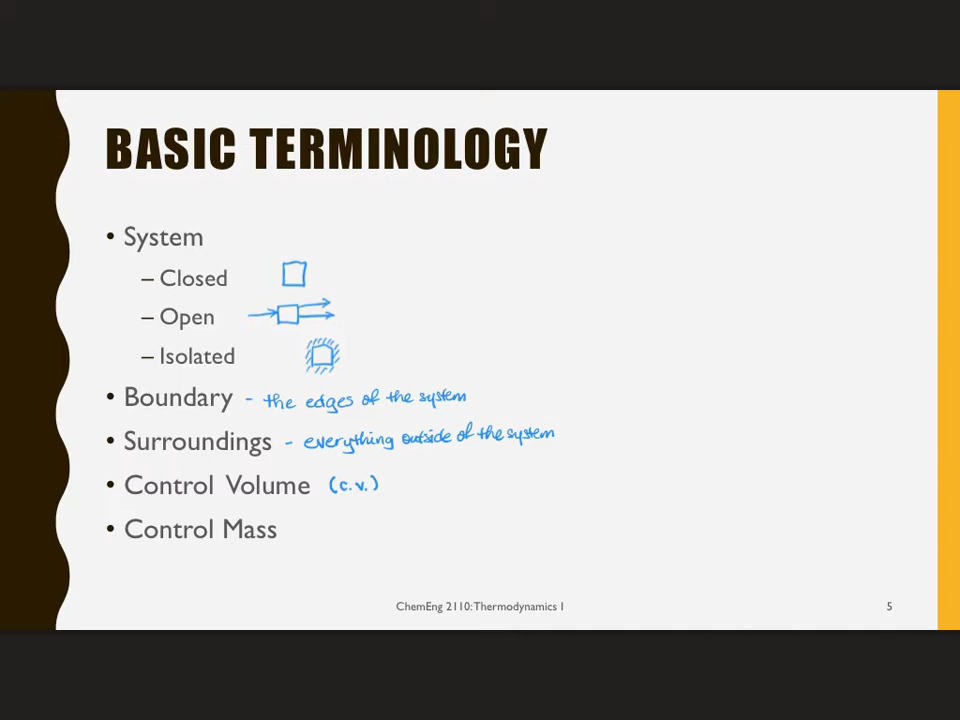 BASIC TERMINOLOGY
• System
– Closed
– Open
– Isolated
• Boundary - the edges of the system
• Surroundings - everything outside of the system
• Control Volume (c.v.)
• Control Mass
ChemEng 2110: Thermodynamics I
5